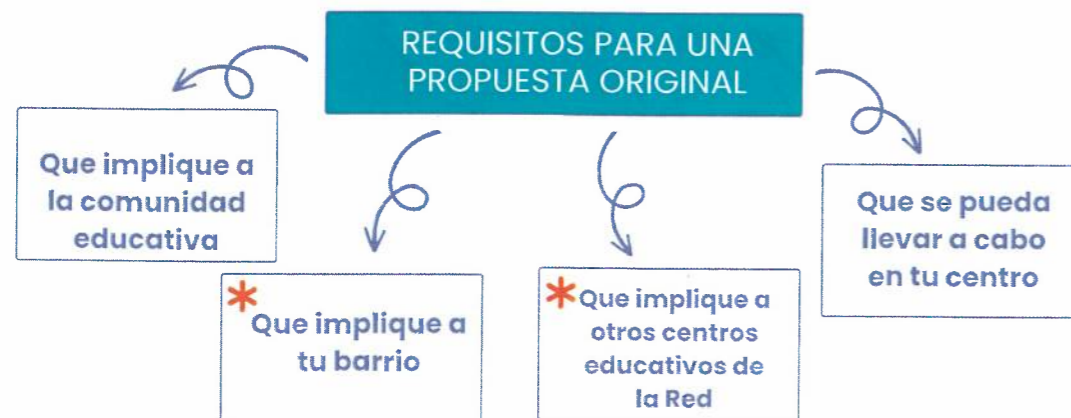 REQUISITOS PARA UNA
PROPUESTA ORIGINAL
Que implique a
la comunidad
educativa
* Que implique a
tu barrio
* Que implique a
otros centros
educativos de
la Red
Que se pueda
llevar a cabo
en tu centro